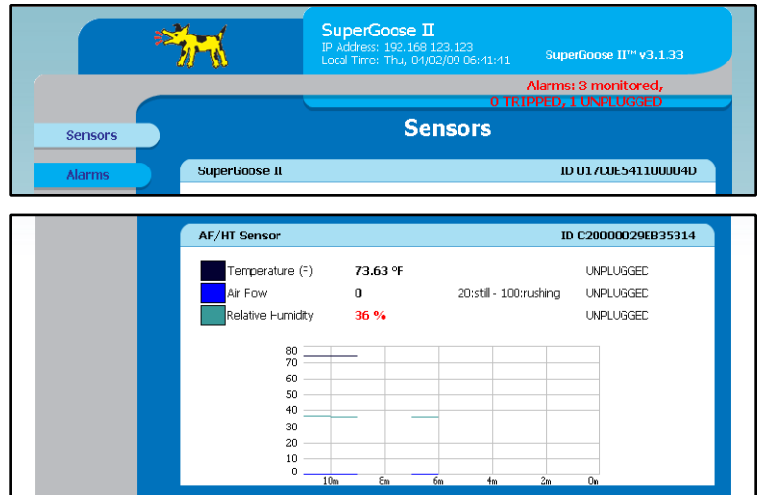 SuperGoose II
IP Address: 192.168 123.123
Local Time: Thu, 04/02/09 06:41:41
SuperGoose II™ v3.1.33
Alarms: 3 monitored,
0 TRIPPED, 1 UNPLUGGED
Sensors
Sensors
Alarms
SuperGoose II
ID
AF/HT Sensor ID C20000029EB35314
Temperature (F) 73.63 ºF UNPLUGGED
Air Flow 0 20:still - 100:rushing UNPLUGGED
Relative Humidity 36 % UNPLUGGED
80
70
60
50
40
30
20
10
0
10m 8m 6m 4m 2m 0m